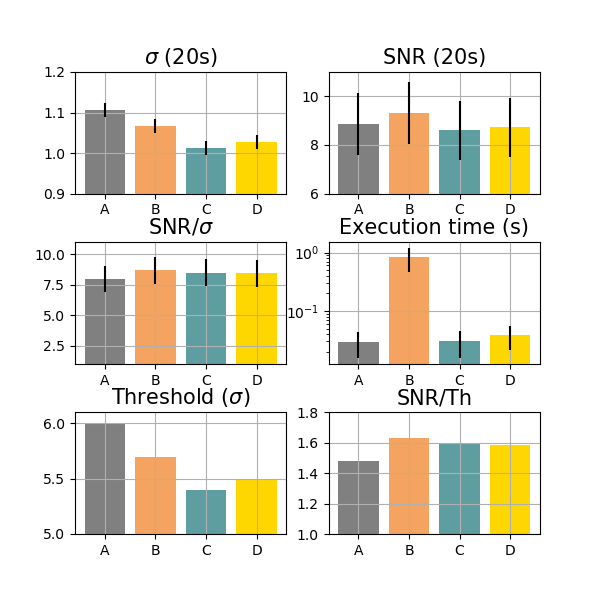 σ (20s)
SNR (20s)
1.2
1.1
1.0
0.9
A B C D
10
8
6
A B C D
SNR/σ
Execution time (s)
10.0
7.5
5.0
2.5
A B C D
10⁰
10⁻¹
A B C D
Threshold (σ)
SNR/Th
6.0
5.5
5.0
A B C D
1.8
1.6
1.4
1.2
1.0
A B C D